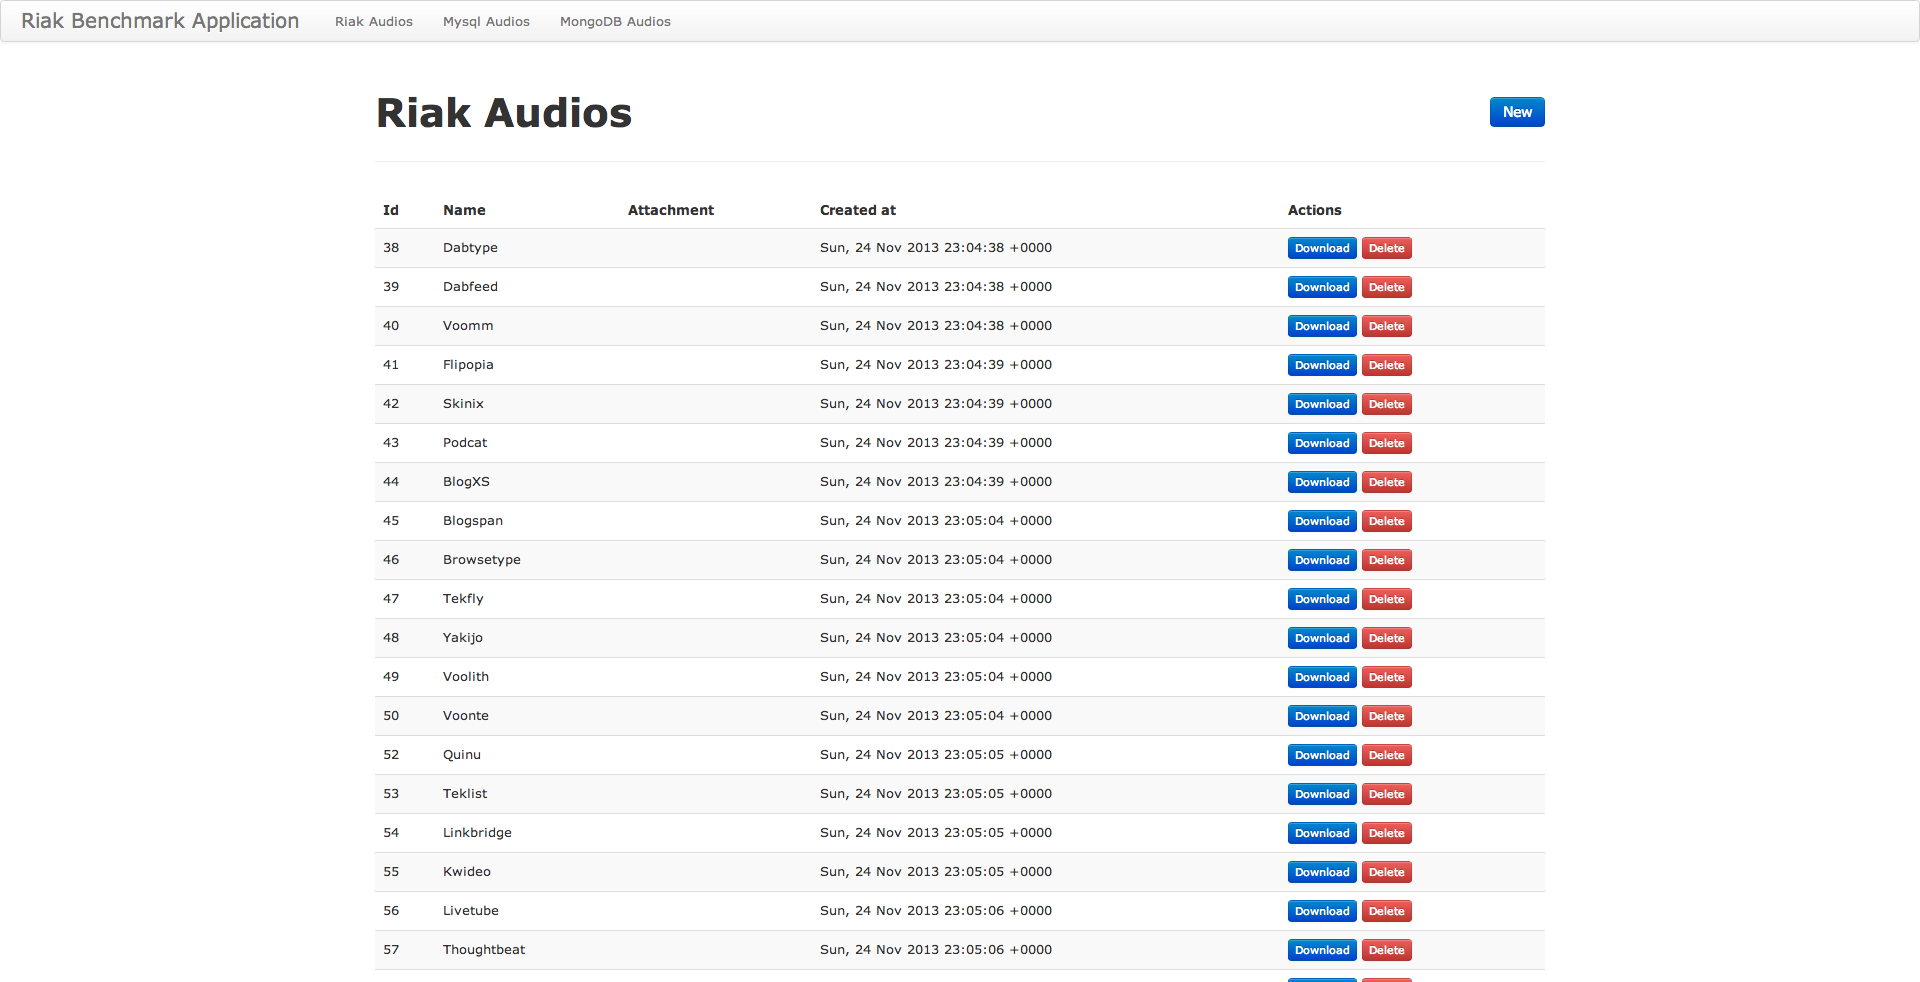 Riak Benchmark Application Riak Audios Mysql Audios MongoDB Audios
Riak Audios New
Id Name Attachment Created at Actions
38 Dabtype Sun, 24 Nov 2013 23:04:38 +0000 Download Delete
39 Dabfeed Sun, 24 Nov 2013 23:04:38 +0000 Download Delete
40 Voomm Sun, 24 Nov 2013 23:04:38 +0000 Download Delete
41 Flipopia Sun, 24 Nov 2013 23:04:39 +0000 Download Delete
42 Skinix Sun, 24 Nov 2013 23:04:39 +0000 Download Delete
43 Podcat Sun, 24 Nov 2013 23:04:39 +0000 Download Delete
44 BlogXS Sun, 24 Nov 2013 23:04:39 +0000 Download Delete
45 Blogspan Sun, 24 Nov 2013 23:05:04 +0000 Download Delete
46 Browsetype Sun, 24 Nov 2013 23:05:04 +0000 Download Delete
47 Tekfly Sun, 24 Nov 2013 23:05:04 +0000 Download Delete
48 Yakijo Sun, 24 Nov 2013 23:05:04 +0000 Download Delete
49 Voolith Sun, 24 Nov 2013 23:05:04 +0000 Download Delete
50 Voonte Sun, 24 Nov 2013 23:05:04 +0000 Download Delete
52 Quinu Sun, 24 Nov 2013 23:05:05 +0000 Download Delete
53 Teklist Sun, 24 Nov 2013 23:05:05 +0000 Download Delete
54 Linkbridge Sun, 24 Nov 2013 23:05:05 +0000 Download Delete
55 Kwideo Sun, 24 Nov 2013 23:05:05 +0000 Download Delete
56 Livetube Sun, 24 Nov 2013 23:05:06 +0000 Download Delete
57 Thoughtbeat Sun, 24 Nov 2013 23:05:06 +0000 Download Delete